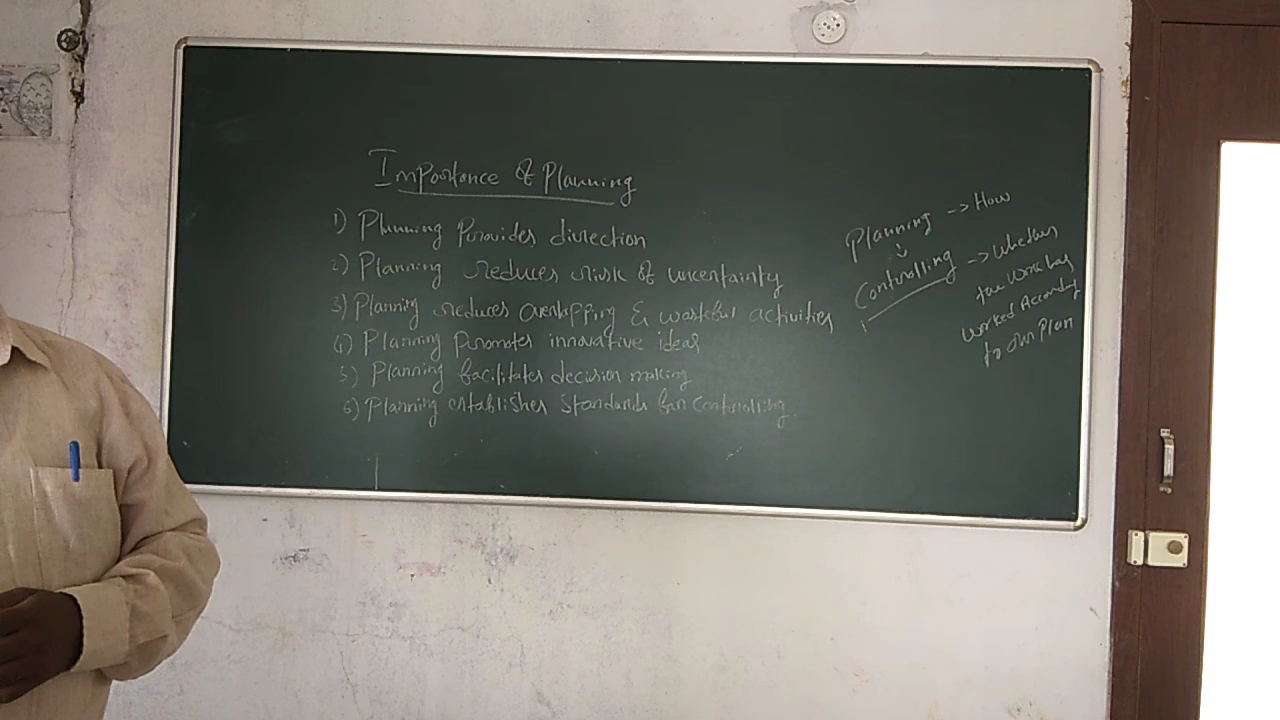 Importance of Planning
1) Planning Provides direction
2) Planning reduces risk of uncertainty
3) Planning reduces overlapping & wasteful activities
4) Planning Promotes innovative ideas
5) Planning facilitates decision making
6) Planning establishes standards for controlling
Planning -> How
Controlling -> Whether
the work has
worked According
to our Plan